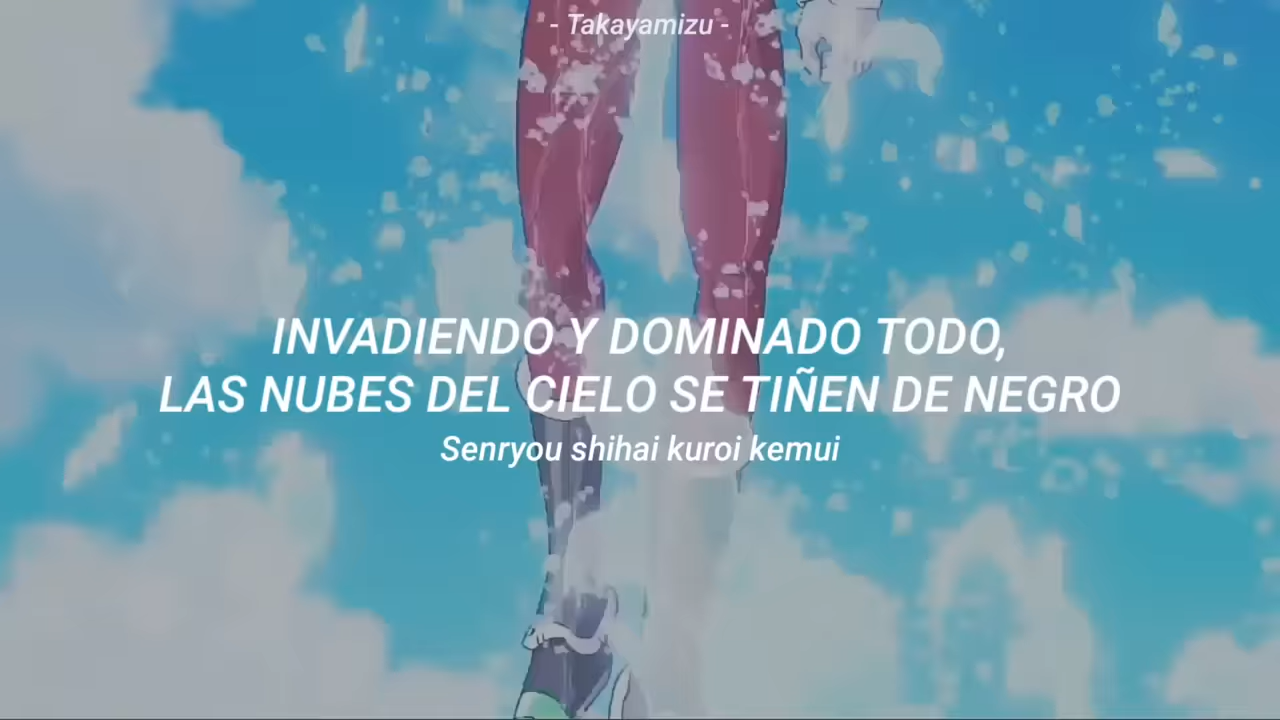 - Takayamizu -
INVADIENDO Y DOMINADO TODO,
LAS NUBES DEL CIELO SE TIÑEN DE NEGRO
Senryou shihai kuroi kemui